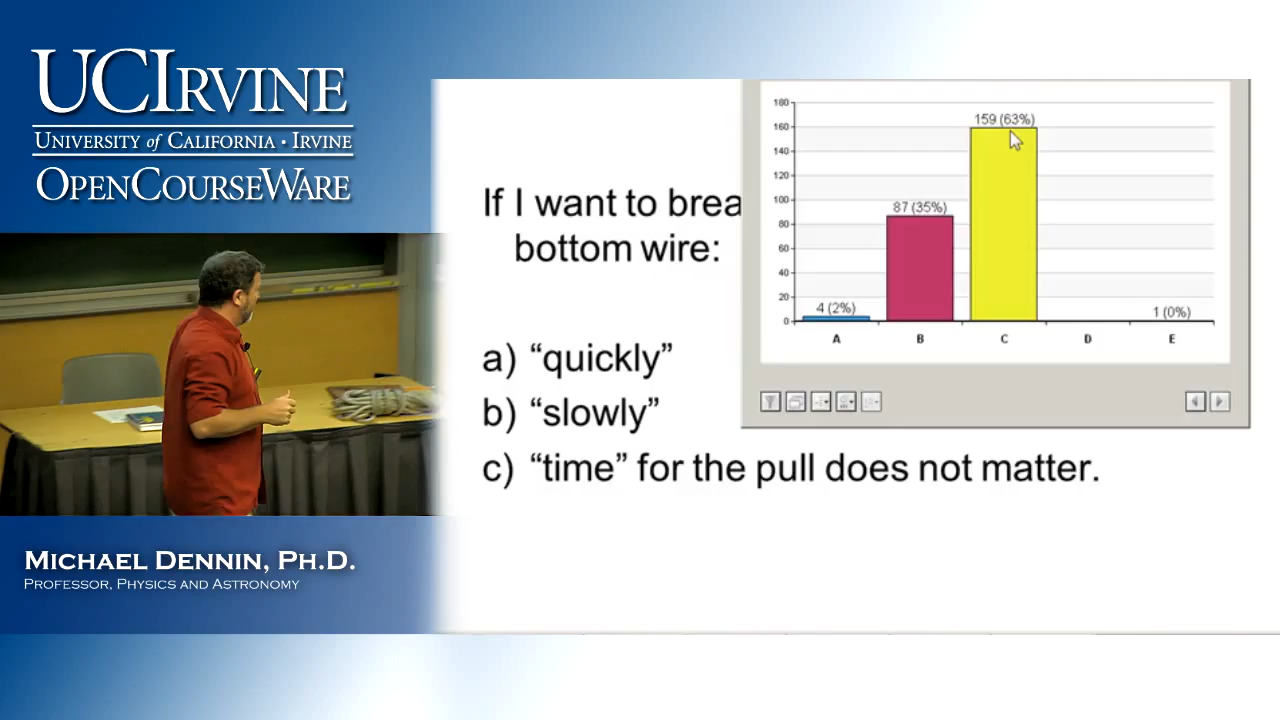 UCIRVINE
UNIVERSITY of CALIFORNIA • IRVINE
OPENCOURSEWARE
If I want to brea
bottom wire:
a) “quickly”
b) “slowly”
c) “time” for the pull does not matter.
180
160
140
120
100
80
60
40
20
0
4 (2%)
87 (35%)
159 (63%)
1 (0%)
A B C D E
MICHAEL DENNIN, PH.D.
PROFESSOR, PHYSICS AND ASTRONOMY